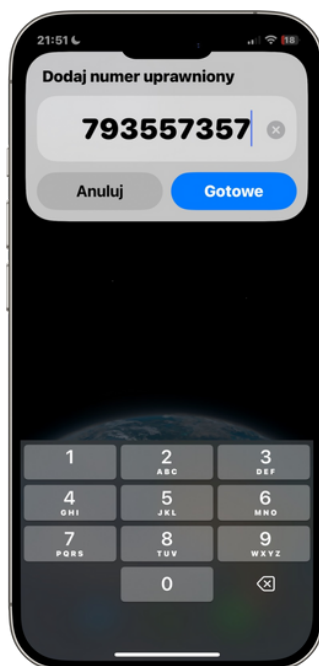 21:51
18
Dodaj numer uprawniony
793557357
Anuluj
Gotowe
1
2
ABC
3
DEF
4
GHI
5
JKL
6
MNO
7
PQRS
8
TUV
9
WXYZ
0